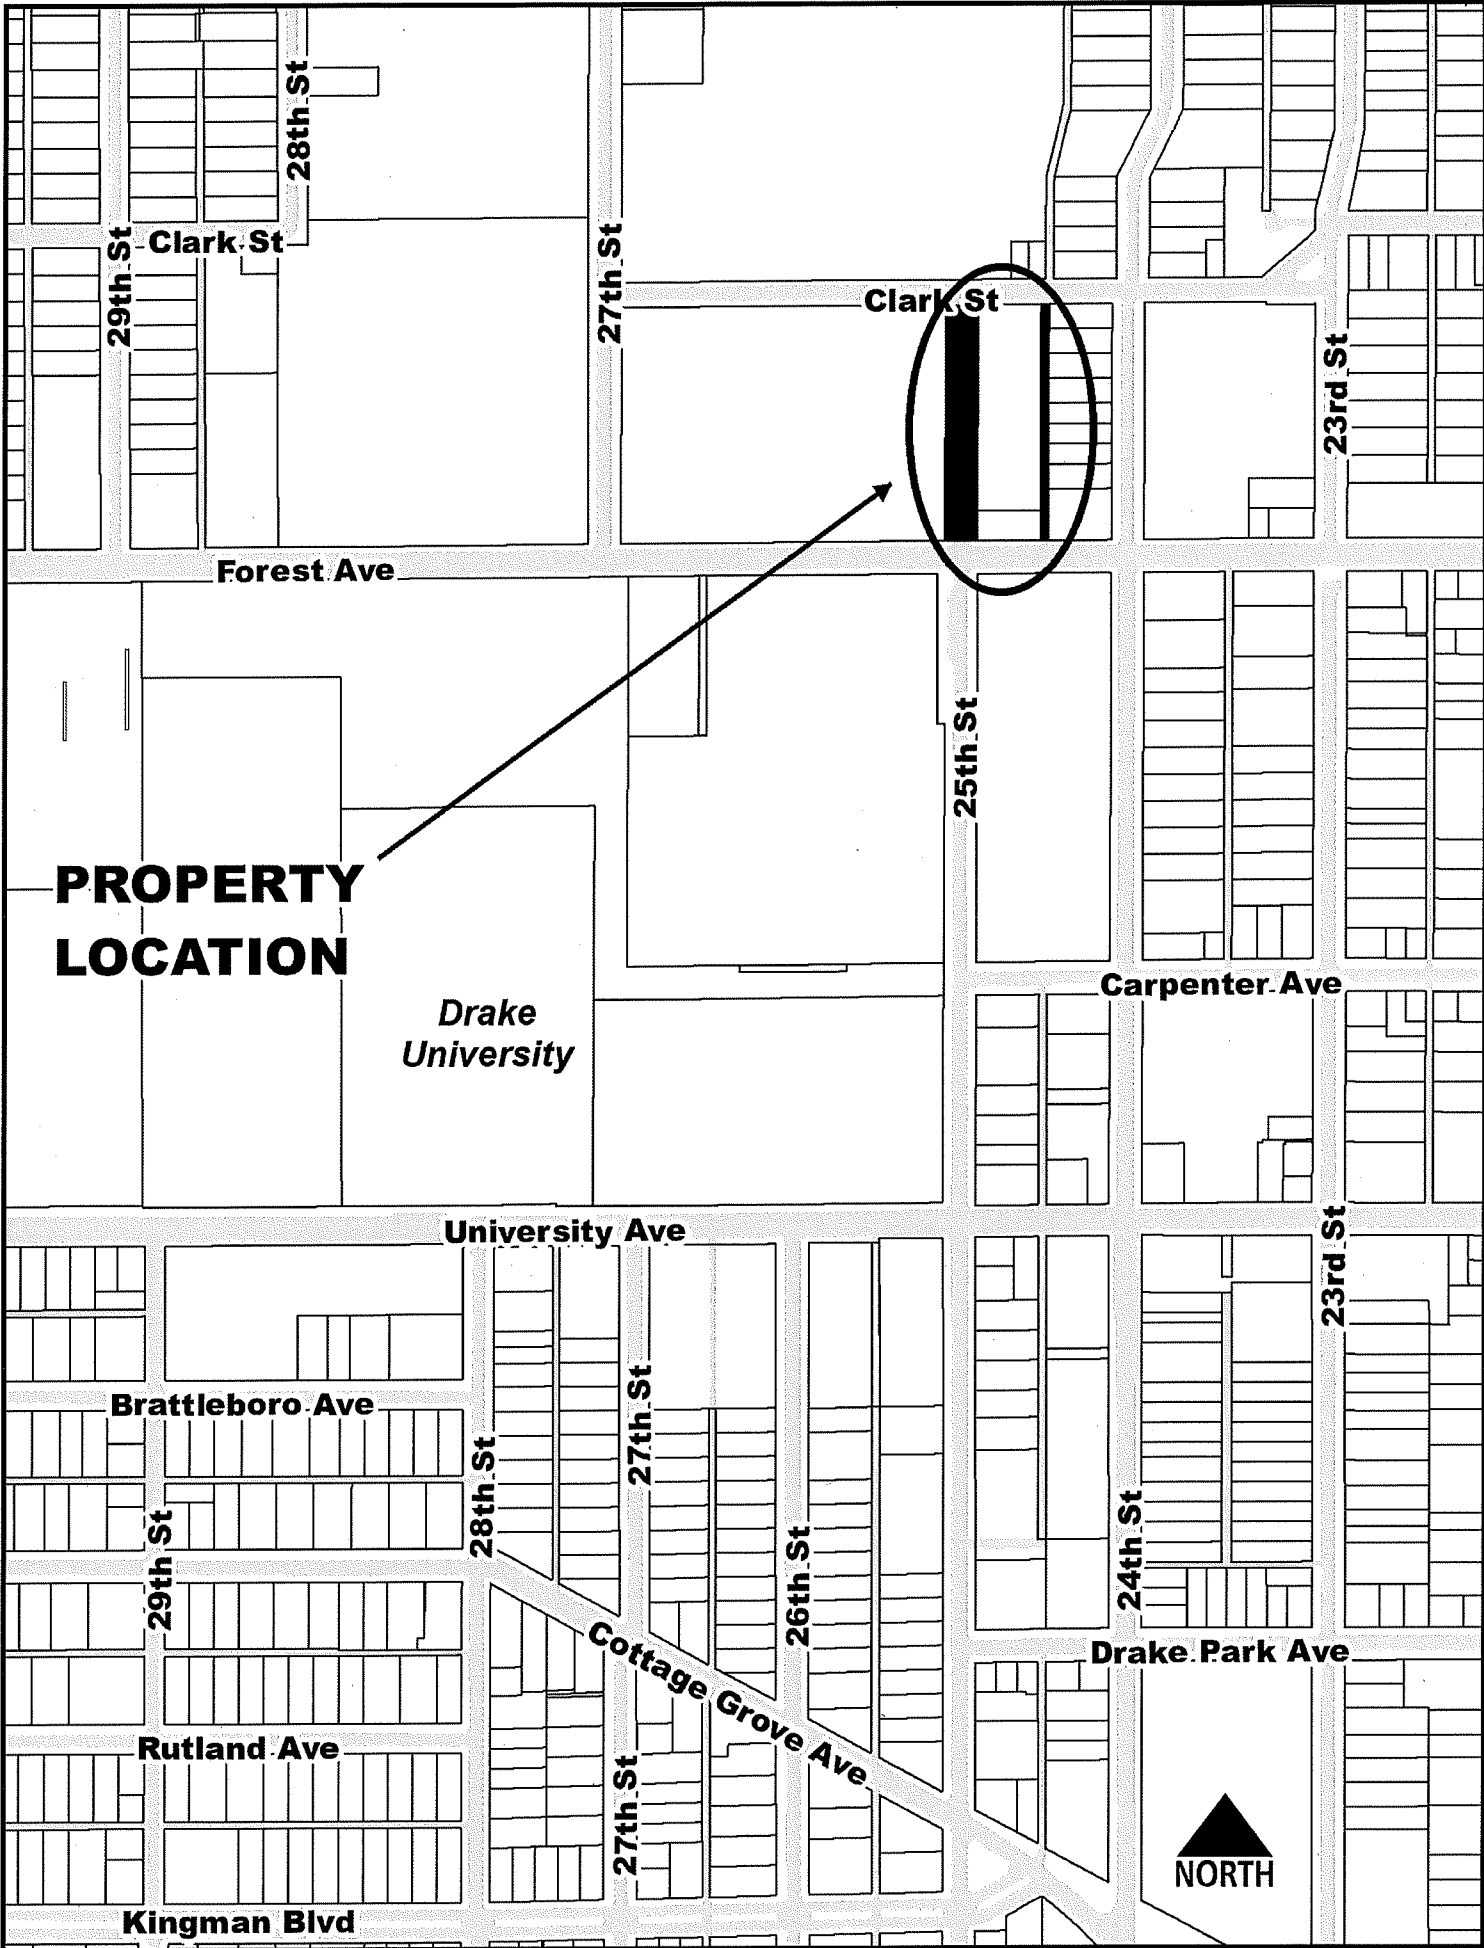 28th St
29th St
Clark St
27th St
Clark St
23rd St
Forest Ave
25th St
PROPERTY
LOCATION
Carpenter Ave
Drake
University
University Ave
23rd St
Brattleboro Ave
27th St
28th St
29th St
26th St
24th St
Cottage Grove Ave
Drake Park Ave
Rutland Ave
27th St
NORTH
Kingman Blvd